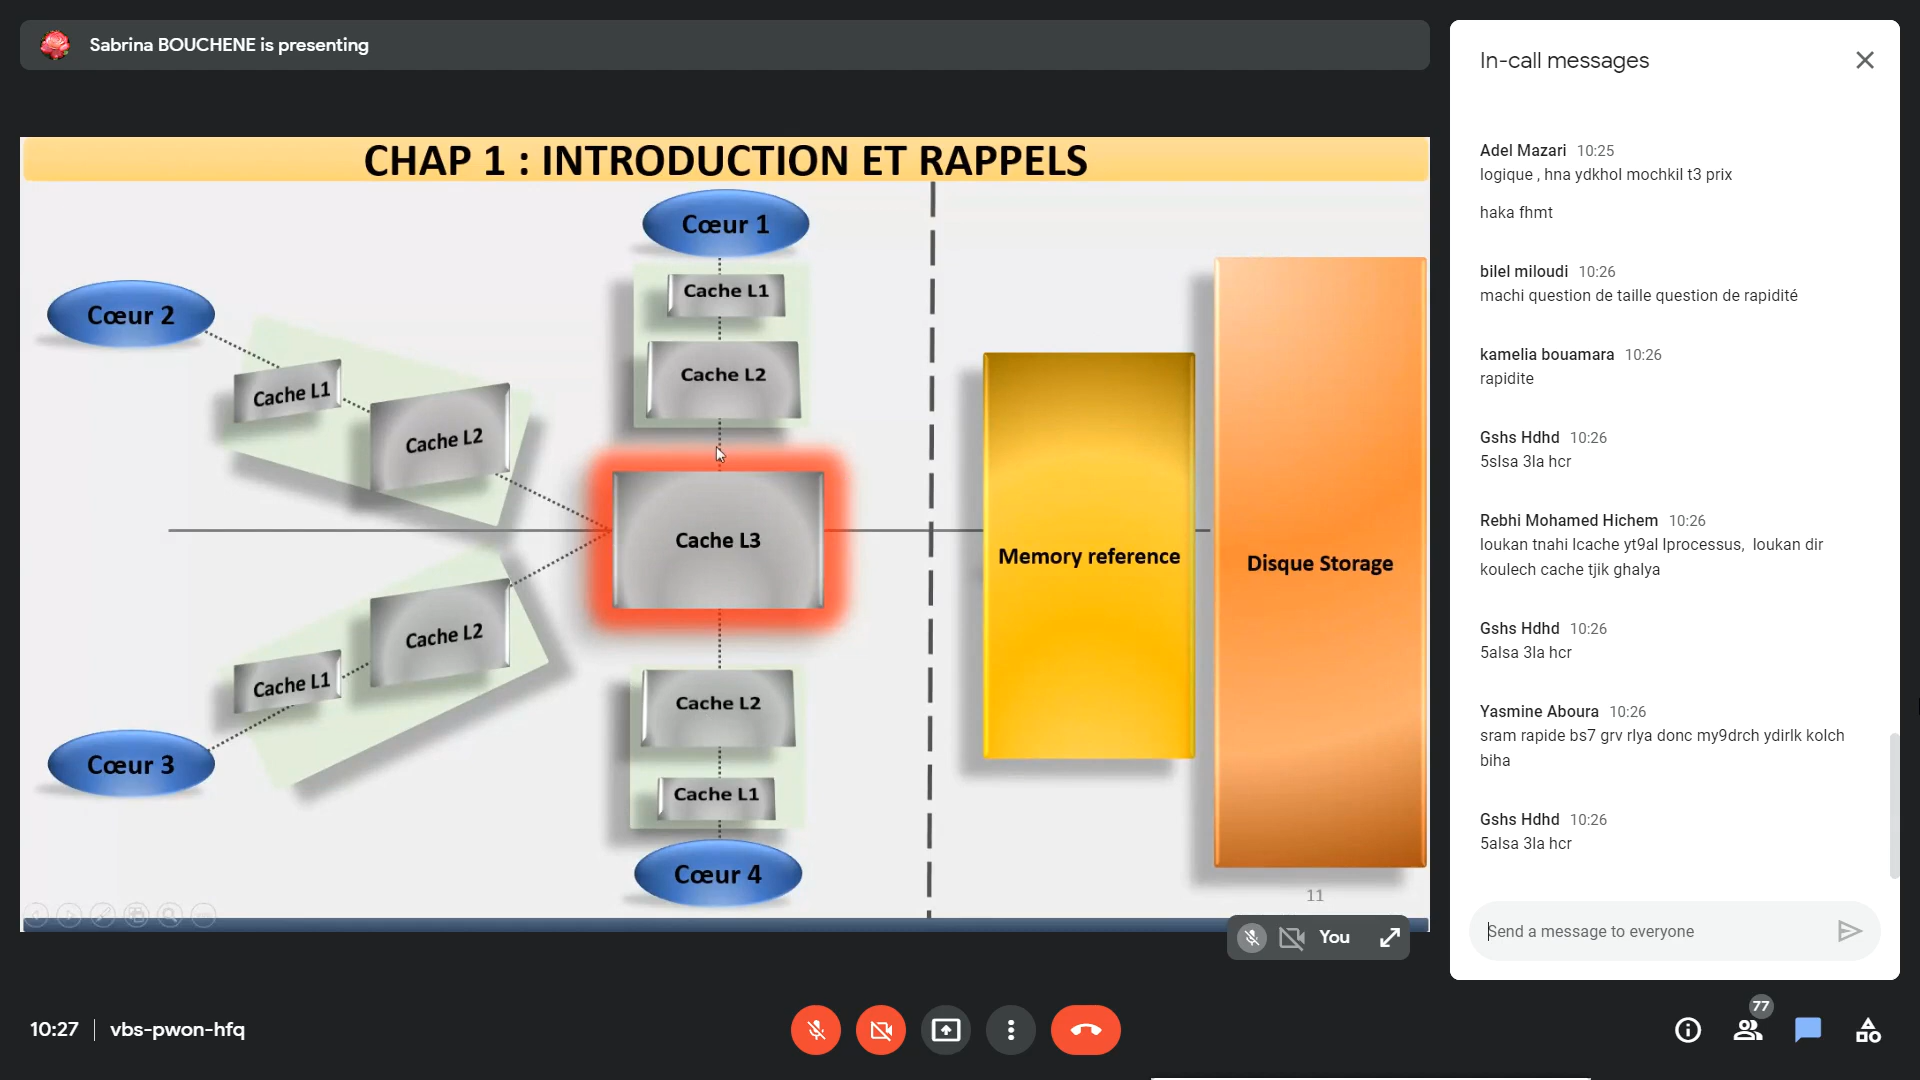 Sabrina BOUCHENE is presenting
CHAP 1 : INTRODUCTION ET RAPPELS
Cœur 1
Cache L1
Cache L2
Cœur 2
Cache L1
Cache L2
Cache L3
Memory reference
Disque Storage
Cache L2
Cache L1
Cœur 3
Cache L2
Cache L1
Cœur 4
11
You
In-call messages
Adel Mazari 10:25
logique , hna ydkhol mochkil t3 prix
haka fhmt
bilel miloudi 10:26
machi question de taille question de rapidité
kamelia bouamara 10:26
rapidite
Gshs Hdhd 10:26
5slsa 3la hcr
Rebhi Mohamed Hichem 10:26
loukan tnahi lcache yt9al lprocessus, loukan dir
koulech cache tjik ghalya
Gshs Hdhd 10:26
5alsa 3la hcr
Yasmine Aboura 10:26
sram rapide bs7 grv rlya donc my9drch ydirlk kolch
biha
Gshs Hdhd 10:26
5alsa 3la hcr
Send a message to everyone
10:27 | vbs-pwon-hfq
77